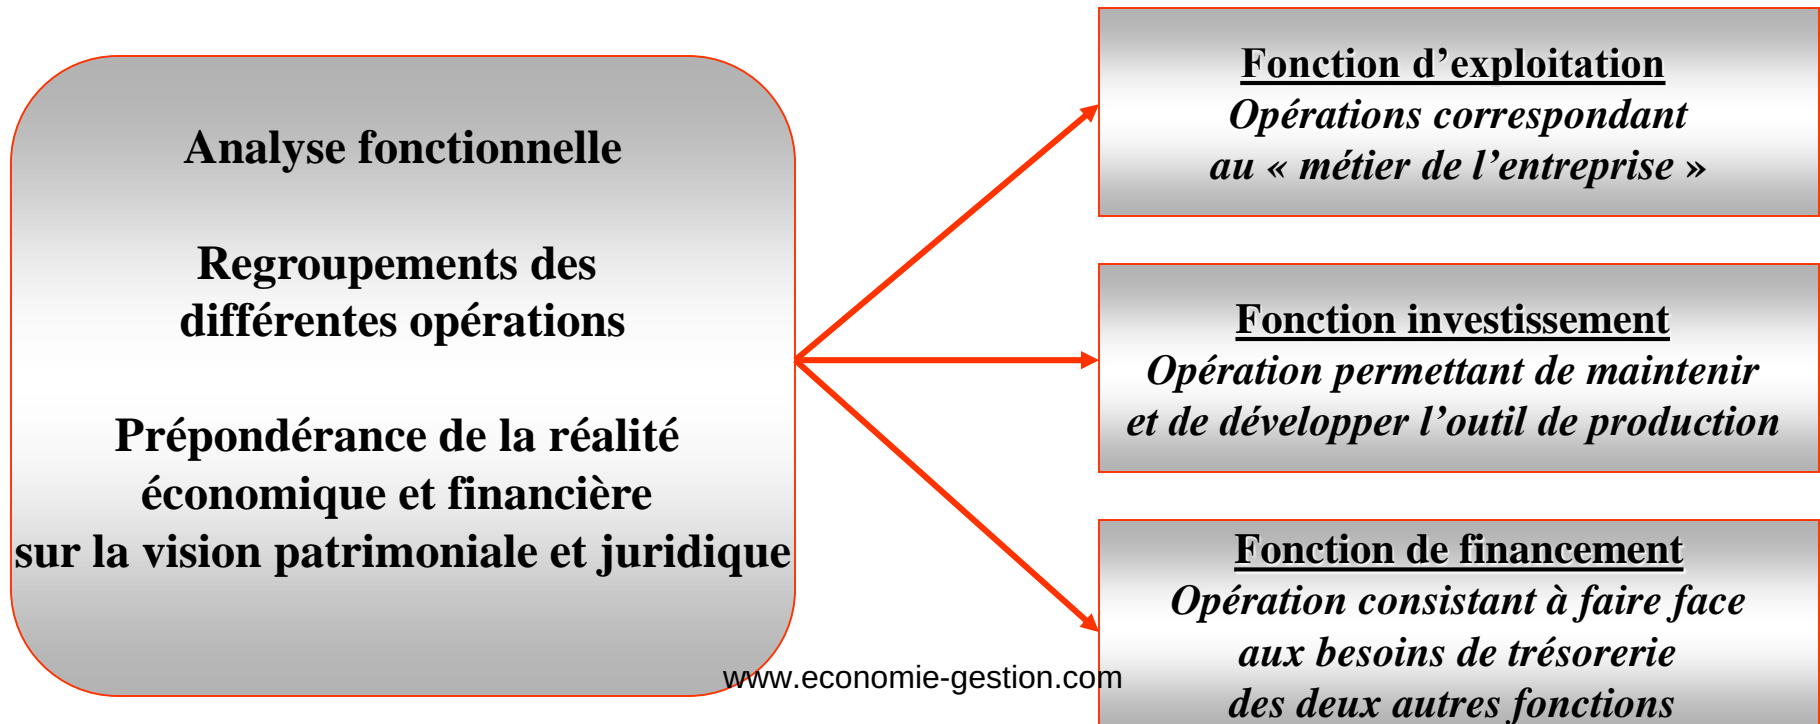 Analyse fonctionnelle
Regroupements des
différentes opérations
Prépondérance de la réalité
économique et financière
sur la vision patrimoniale et juridique
Fonction d’exploitation
Opérations correspondant
au « métier de l’entreprise »
Fonction investissement
Opération permettant de maintenir
et de développer l’outil de production
Fonction de financement
Opération consistant à faire face
aux besoins de trésorerie
des deux autres fonctions
www.economie-gestion.com